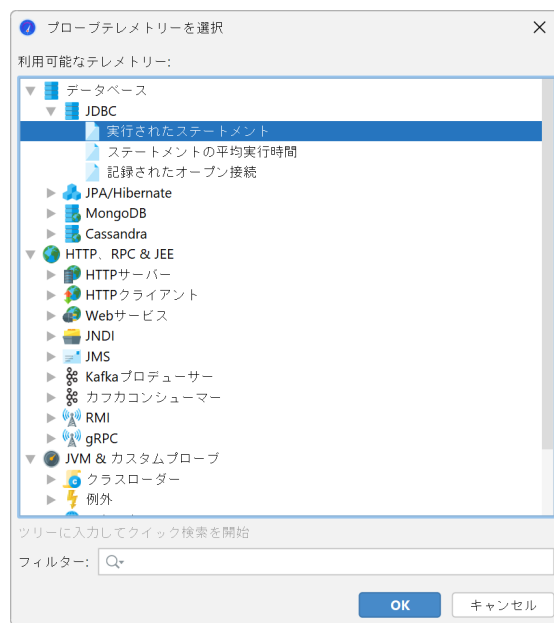 プローブテレメトリーを選択
利用可能なテレメトリー:
データベース
JDBC
実行されたステートメント
ステートメントの平均実行時間
記録されたオープン接続
JPA/Hibernate
MongoDB
Cassandra
HTTP、RPC & JEE
HTTPサーバー
HTTPクライアント
Webサービス
JNDI
JMS
Kafkaプロデューサー
カフカコンシューマー
RMI
gRPC
JVM & カスタムプローブ
クラスローダー
例外
ツリーに入力してクイック検索を開始
フィルター:
OK
キャンセル